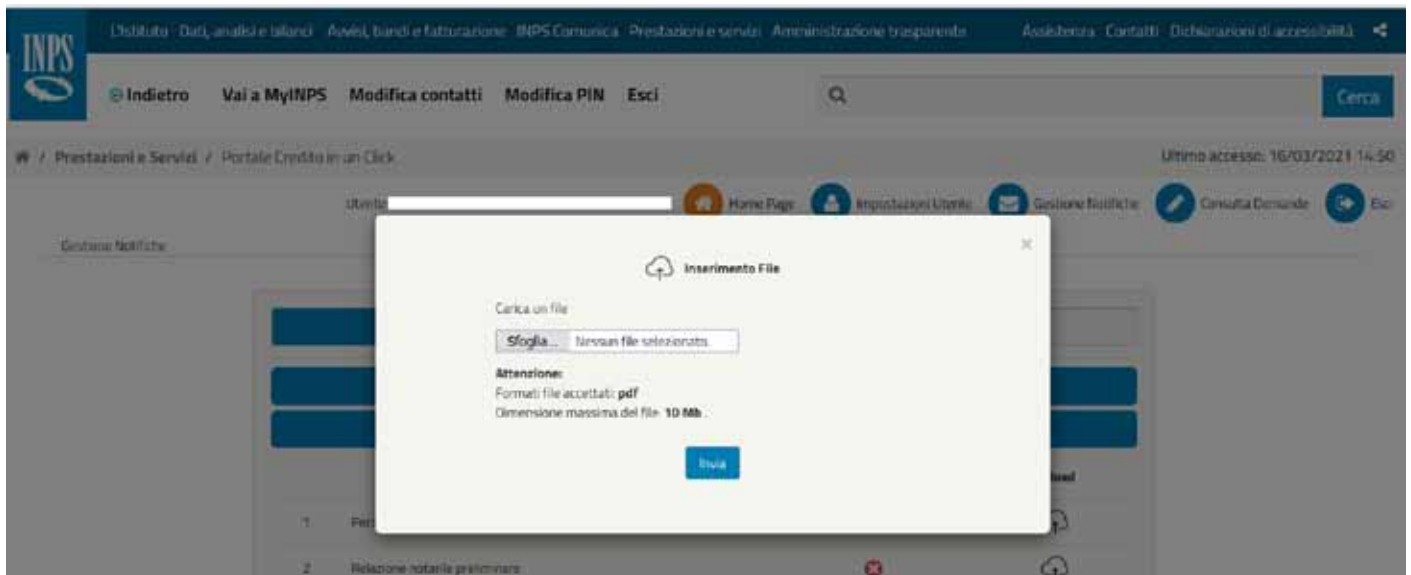 L'Istituto Dati, analisi e bilanci Avvisi, bandi e fatturazione INPS Comunica Prestazioni e servizi Amministrazione trasparente Assistenza Contatti Dichiarazioni di accessibilità
INPS
Indietro Vai a MyINPS Modifica contatti Modifica PIN Esci Cerca
/ Prestazioni e Servizi / Portale Credito in un Click Ultimo accesso: 16/03/2021 14:50
Utente Home Page Impostazioni Utente Gestione Notifiche Consulta Domande Esci
Gestione Notifiche
×
Inserimento File
Carica un file
Sfoglia... Nessun file selezionato.
Attenzione:
Formati file accettati: pdf
Dimensione massima del file 10 Mb.
Invia
1
2 Relazione notarile preliminare